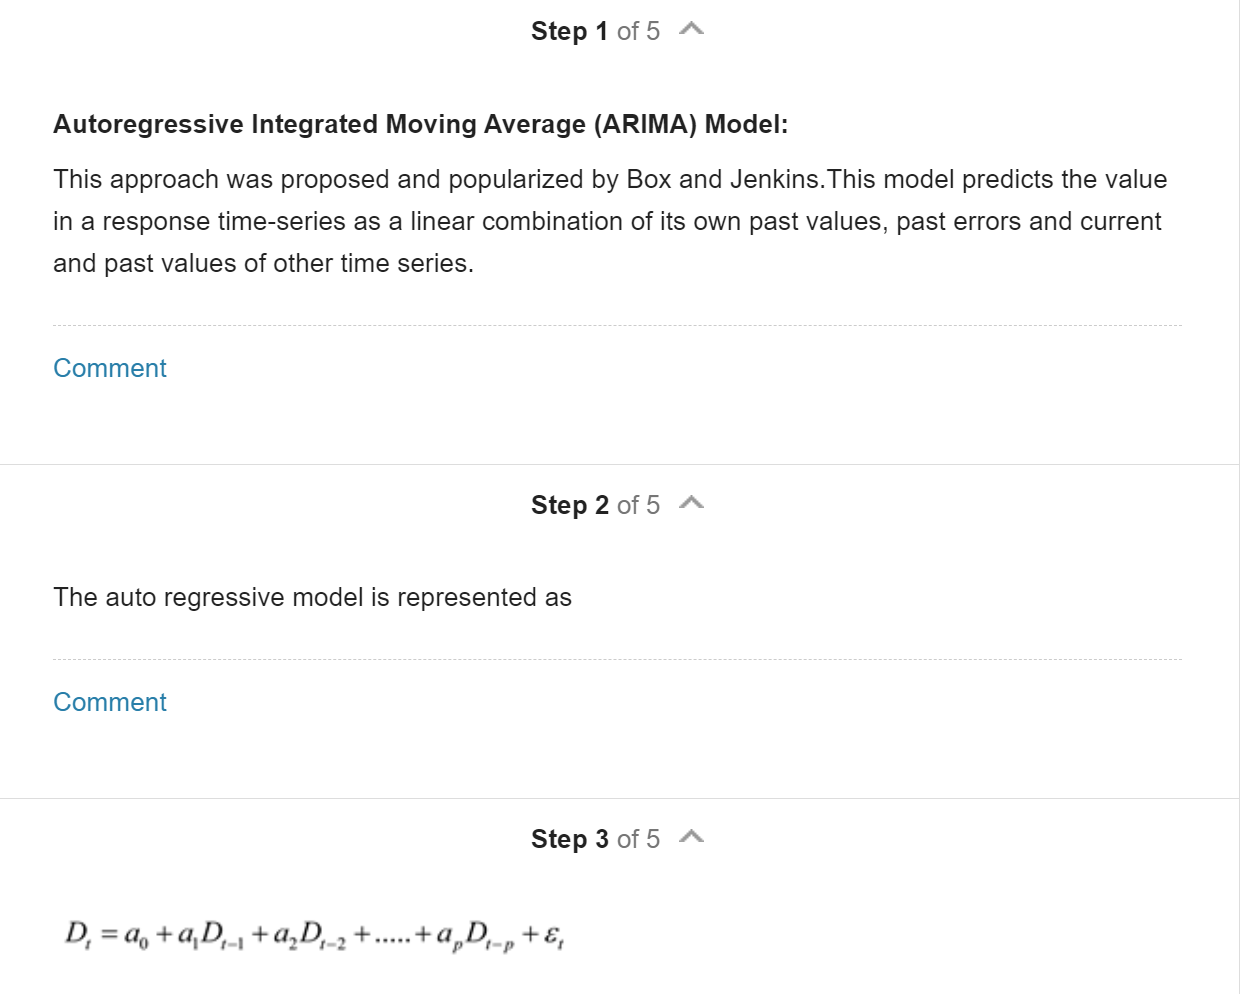 Step 1 of 5
Autoregressive Integrated Moving Average (ARIMA) Model:
This approach was proposed and popularized by Box and Jenkins.This model predicts the value
in a response time-series as a linear combination of its own past values, past errors and current
and past values of other time series.
Comment
Step 2 of 5
The auto regressive model is represented as
Comment
Step 3 of 5
D_t = a_0 + a_1 D_{t-1} + a_2 D_{t-2} + ..... + a_p D_{t-p} + ε_t